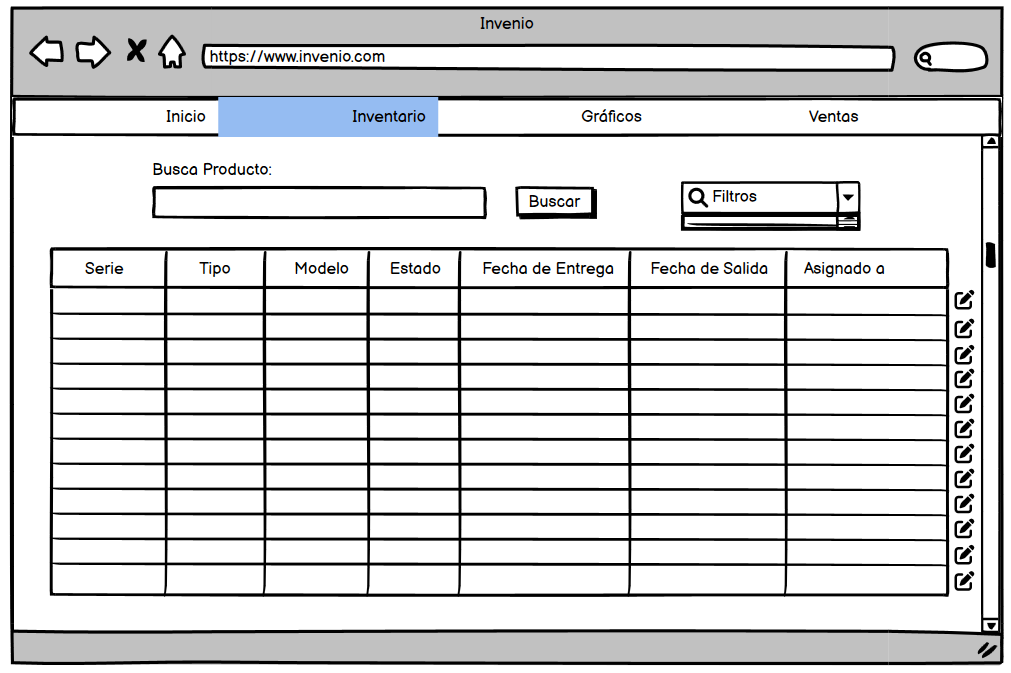 Invenio
https://www.invenio.com
Inicio Inventario Gráficos Ventas
Busca Producto:
Buscar Filtros
Serie Tipo Modelo Estado Fecha de Entrega Fecha de Salida Asignado a